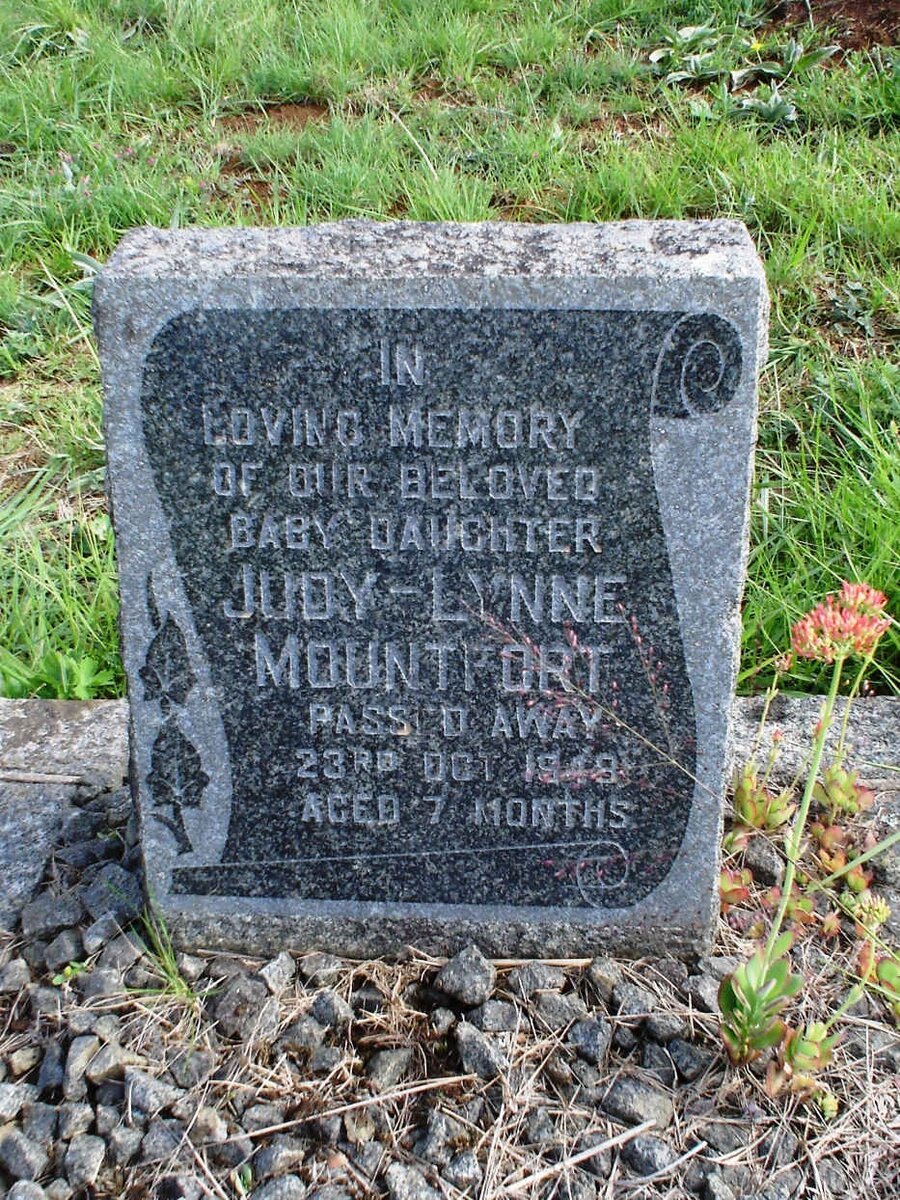 IN
LOVING MEMORY
OF OUR BELOVED
BABY DAUGHTER
JUDY-LYNNE
MOUNTFORT
PASSED AWAY
23RD OCT 1949
AGED 7 MONTHS